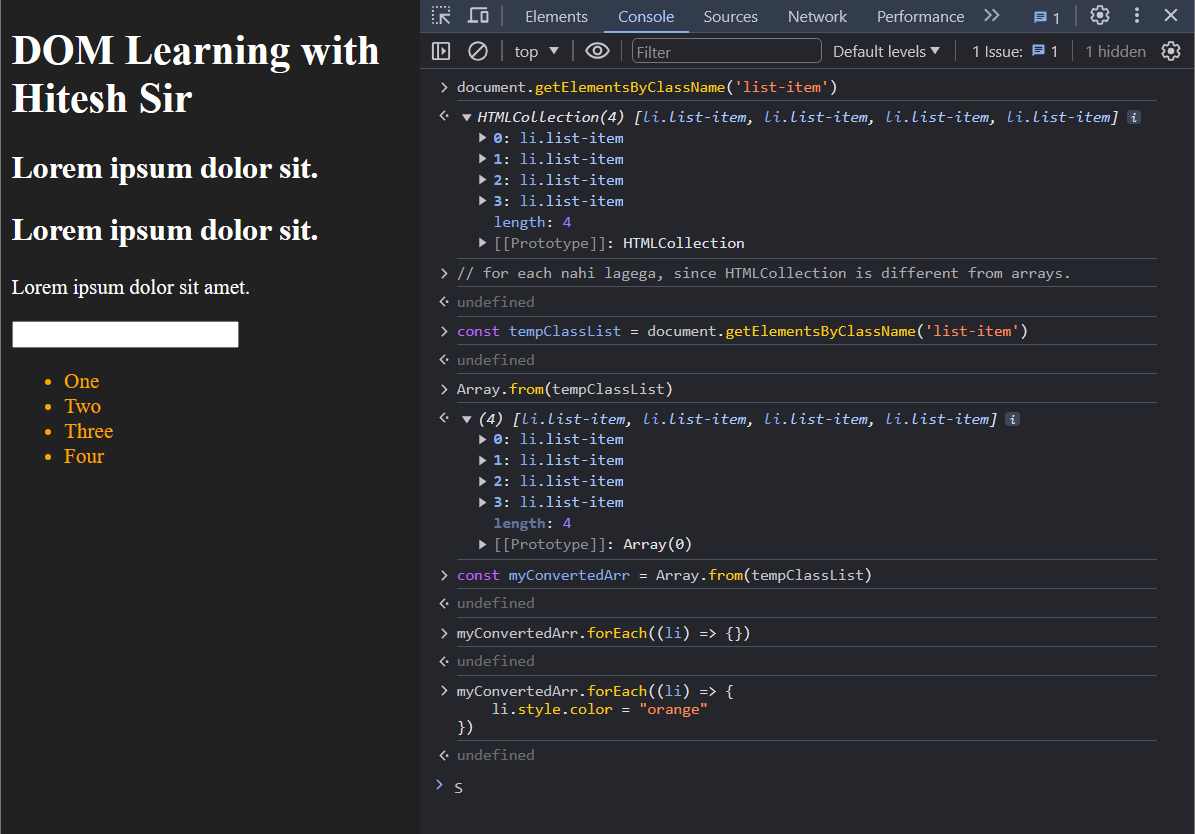 DOM Learning with
Hitesh Sir
Lorem ipsum dolor sit.
Lorem ipsum dolor sit.
Lorem ipsum dolor sit amet.
One
Two
Three
Four
Elements Console Sources Network Performance 1
top Filter Default levels 1 Issue: 1 1 hidden
document.getElementsByClassName('list-item')
HTMLCollection(4) [li.list-item, li.list-item, li.list-item, li.list-item] i
0: li.list-item
1: li.list-item
2: li.list-item
3: li.list-item
length: 4
[[Prototype]]: HTMLCollection
// for each nahi lagega, since HTMLCollection is different from arrays.
undefined
const tempClassList = document.getElementsByClassName('list-item')
undefined
Array.from(tempClassList)
(4) [li.list-item, li.list-item, li.list-item, li.list-item] i
0: li.list-item
1: li.list-item
2: li.list-item
3: li.list-item
length: 4
[[Prototype]]: Array(0)
const myConvertedArr = Array.from(tempClassList)
undefined
myConvertedArr.forEach((li) => {})
undefined
myConvertedArr.forEach((li) => {
li.style.color = "orange"
})
undefined
S